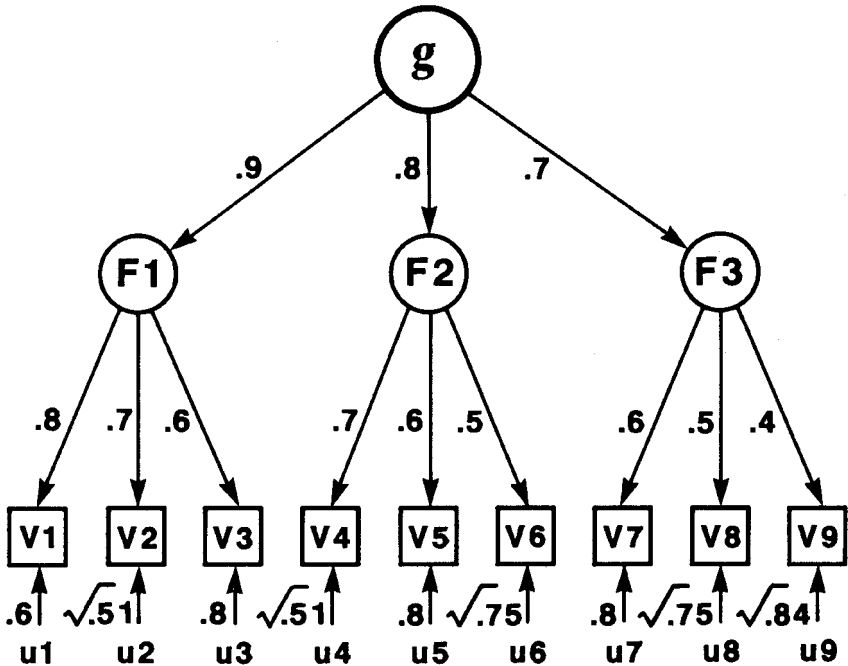 g
.9 .8 .7
F1 F2 F3
.8 .7 .6 .7 .6 .5 .6 .5 .4
V1 V2 V3 V4 V5 V6 V7 V8 V9
.6 √.51 .8 √.51 .8 √.75 .8 √.75 √.84
u1 u2 u3 u4 u5 u6 u7 u8 u9